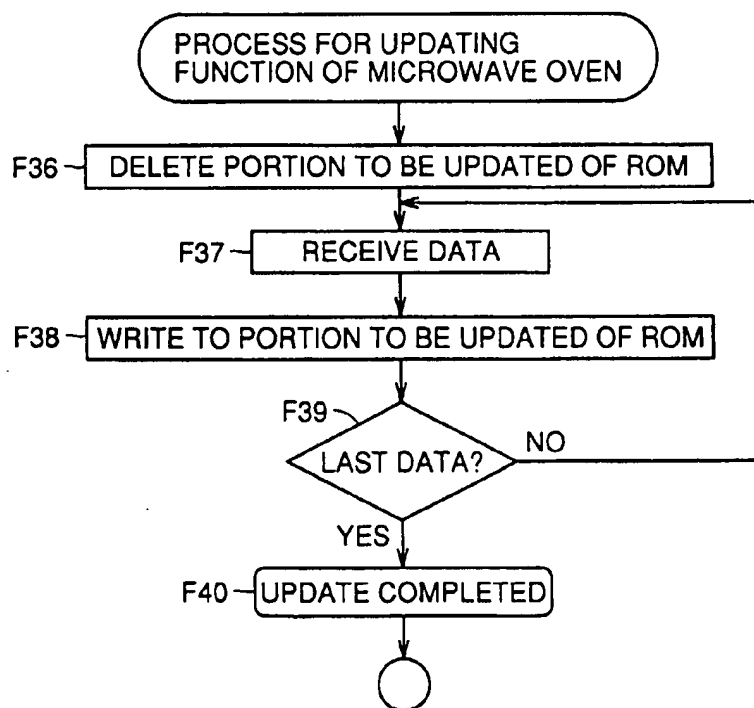 PROCESS FOR UPDATING
FUNCTION OF MICROWAVE OVEN
F36 DELETE PORTION TO BE UPDATED OF ROM
F37 RECEIVE DATA
F38 WRITE TO PORTION TO BE UPDATED OF ROM
F39
LAST DATA? NO
YES
F40 UPDATE COMPLETED